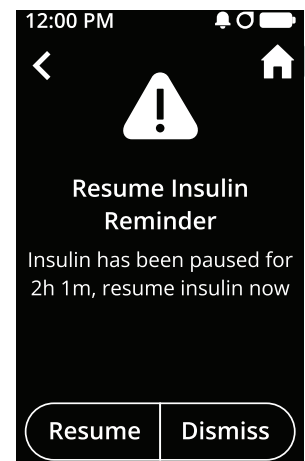 12:00 PM
Resume Insulin
Reminder
Insulin has been paused for
2h 1m, resume insulin now
Resume
Dismiss